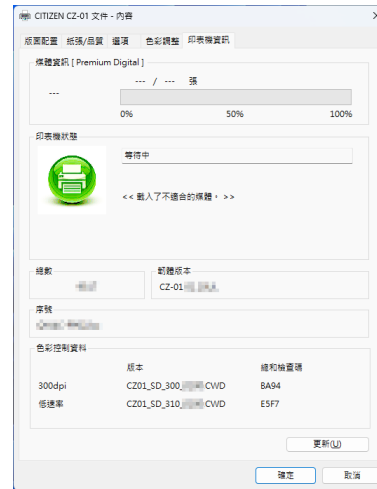 CITIZEN CZ-01 文件 - 內容
版面配置 紙張/品質 選項 色彩調整 印表機資訊
媒體資訊 [ Premium Digital ]
--- / --- 張
---
0% 50% 100%
印表機狀態
等待中
<< 載入了不適合的媒體。 >>
總數 韌體版本
CZ-01
序號
色彩控制資料
版本 總和檢查碼
300dpi CZ01_SD_300_ CWD BA94
低速率 CZ01_SD_310_ CWD E5F7
更新(U)
確定 取消